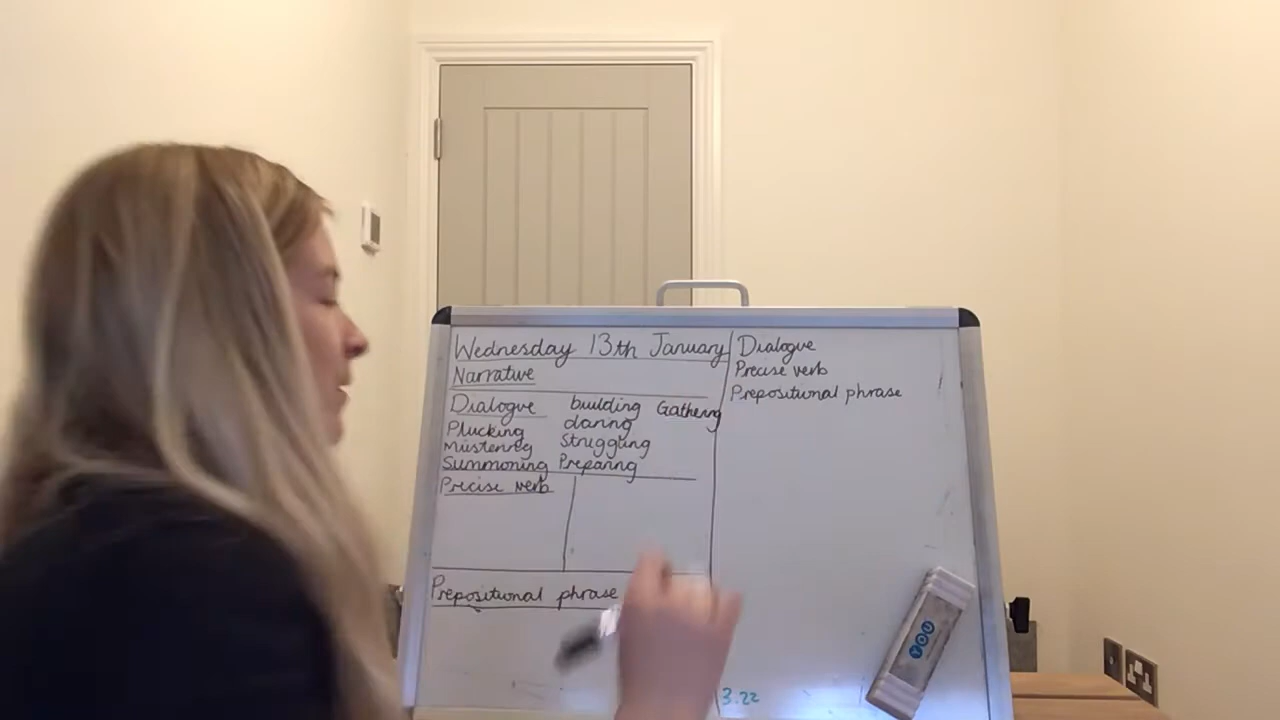 Wednesday 13th January
Narrative
Dialogue building Gathering
Plucking daring
Mustering Struggling
Summoning Preparing
Precise verb
Prepositional phrase
Dialogue
Precise verb
Prepositional phrase
3.22
YOU